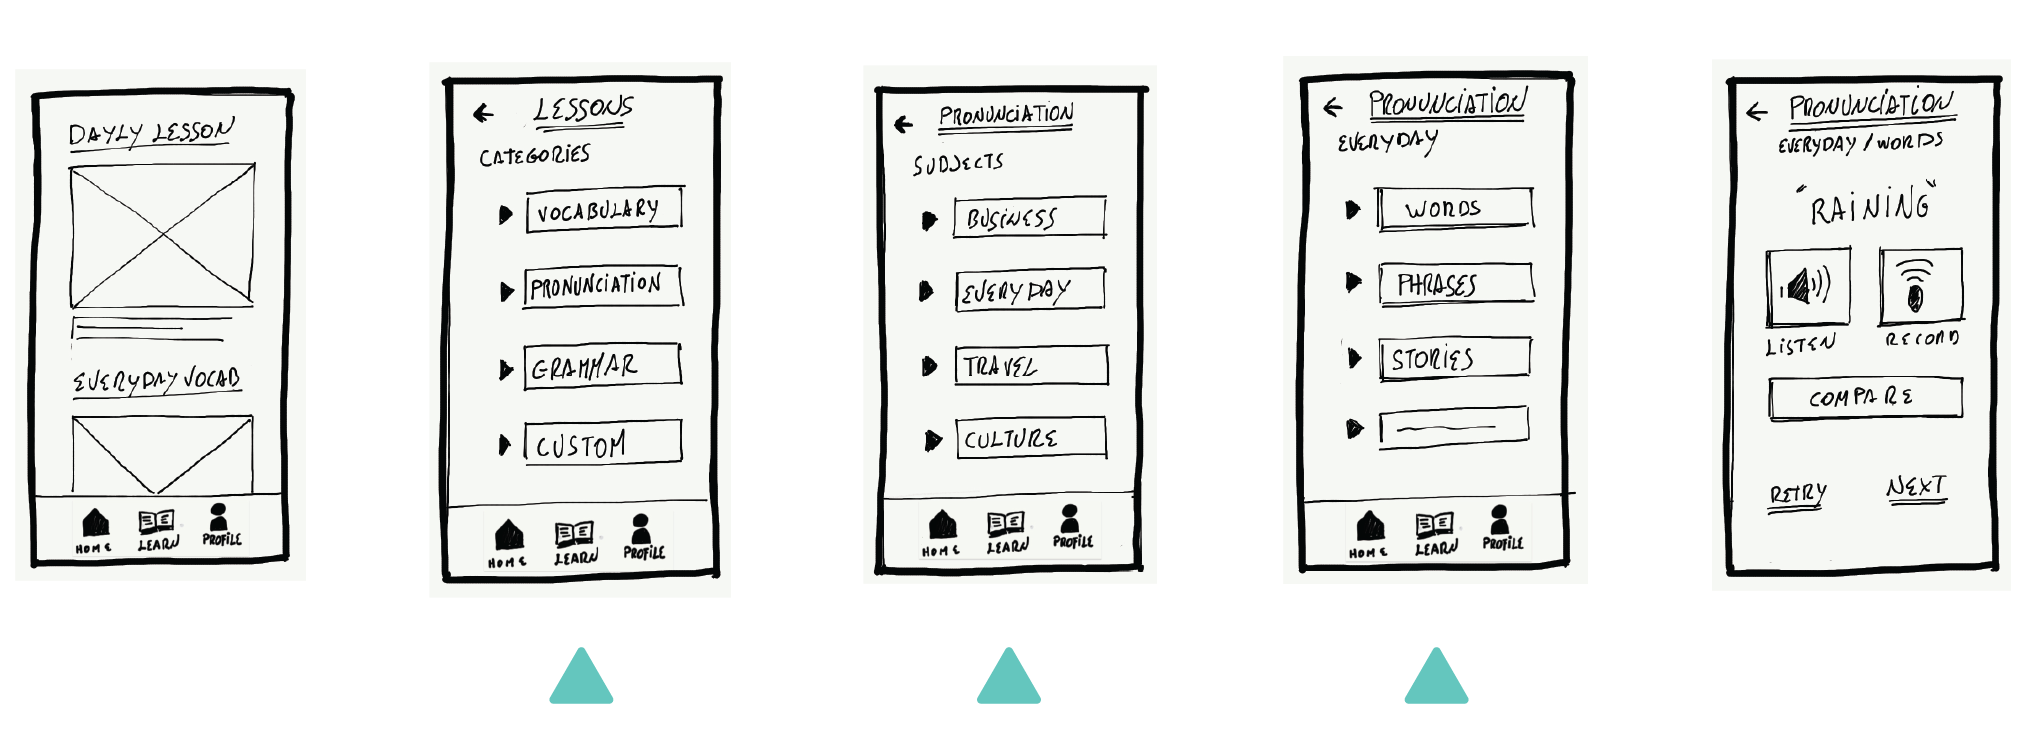 DAYLY LESSON
EVERYDAY VOCAB
HOME LEARN PROFILE
LESSONS
CATEGORIES
VOCABULARY
PRONUNCIATION
GRAMMAR
CUSTOM
HOME LEARN PROFILE
PRONUNCIATION
SUBJECTS
BUSINESS
EVERYDAY
TRAVEL
CULTURE
HOME LEARN PROFILE
PRONUNCIATION
EVERYDAY
WORDS
PHRASES
STORIES
HOME LEARN PROFILE
PRONUNCIATION
EVERYDAY / WORDS
"RAINING"
LISTEN RECORD
COMPARE
RETRY NEXT